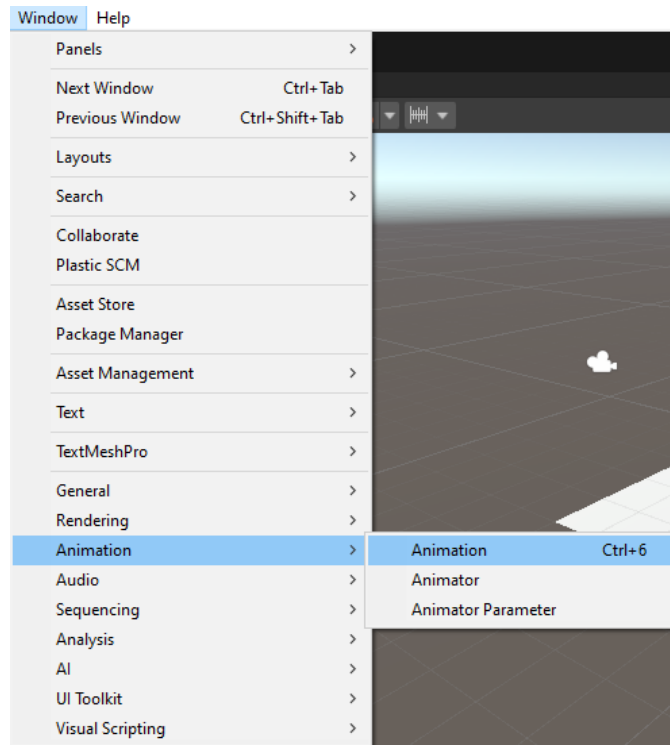 Window Help
Panels
Next Window Ctrl+Tab
Previous Window Ctrl+Shift+Tab
Layouts
Search
Collaborate
Plastic SCM
Asset Store
Package Manager
Asset Management
Text
TextMeshPro
General
Rendering
Animation Animation Ctrl+6
Audio Animator
Sequencing Animator Parameter
Analysis
AI
UI Toolkit
Visual Scripting